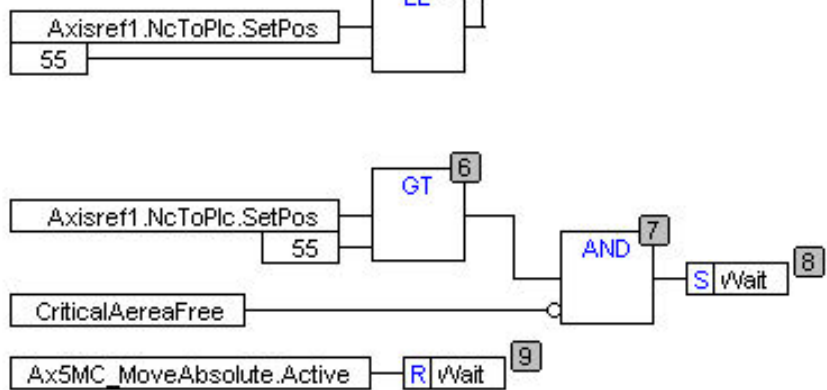 Axisref1.NcToPlc.SetPos
55
6
GT
Axisref1.NcToPlc.SetPos
55
7
AND
8
S Wait
CriticalAereaFree
9
Ax5MC_MoveAbsolute.Active R Wait